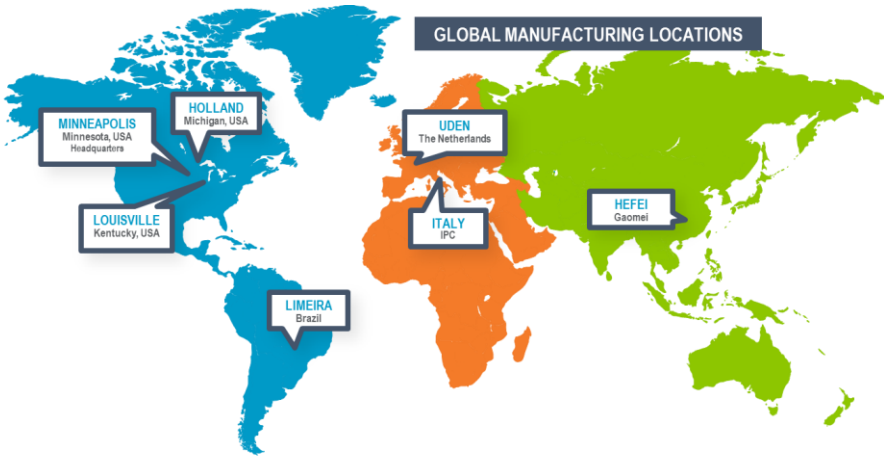 GLOBAL MANUFACTURING LOCATIONS
HOLLAND
Michigan, USA
MINNEAPOLIS
Minnesota, USA
Headquarters
UDEN
The Netherlands
LOUISVILLE
Kentucky, USA
ITALY
IPC
HEFEI
Gaomei
LIMEIRA
Brazil